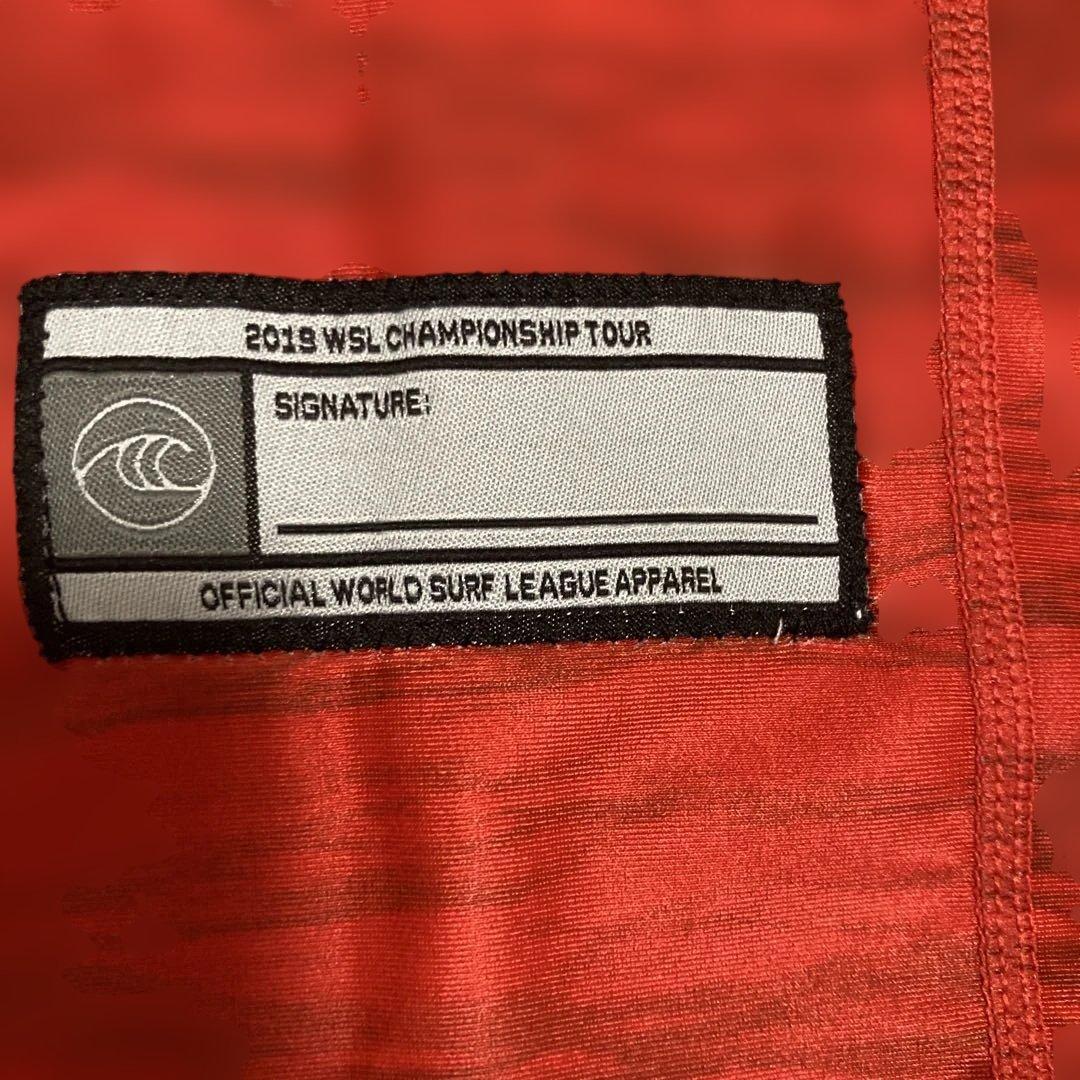 2019 WSL CHAMPIONSHIP TOUR
SIGNATURE:
OFFICIAL WORLD SURF LEAGUE APPAREL